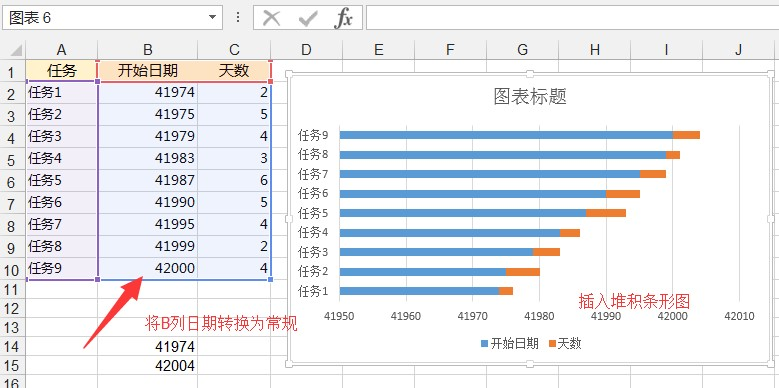 图表 6
fx
A B C D E F G H I J
1 任务 开始日期 天数
2 任务1 41974 2
3 任务2 41975 5
4 任务3 41979 4
5 任务4 41983 3
6 任务5 41987 6
7 任务6 41990 5
8 任务7 41995 4
9 任务8 41999 2
10 任务9 42000 4
11
12
13
14 41974
15 42004
16
将B列日期转换为常规
图表标题
任务9
任务8
任务7
任务6
任务5
任务4
任务3
任务2
任务1
插入堆积条形图
41950 41960 41970 41980 41990 42000 42010
开始日期 天数